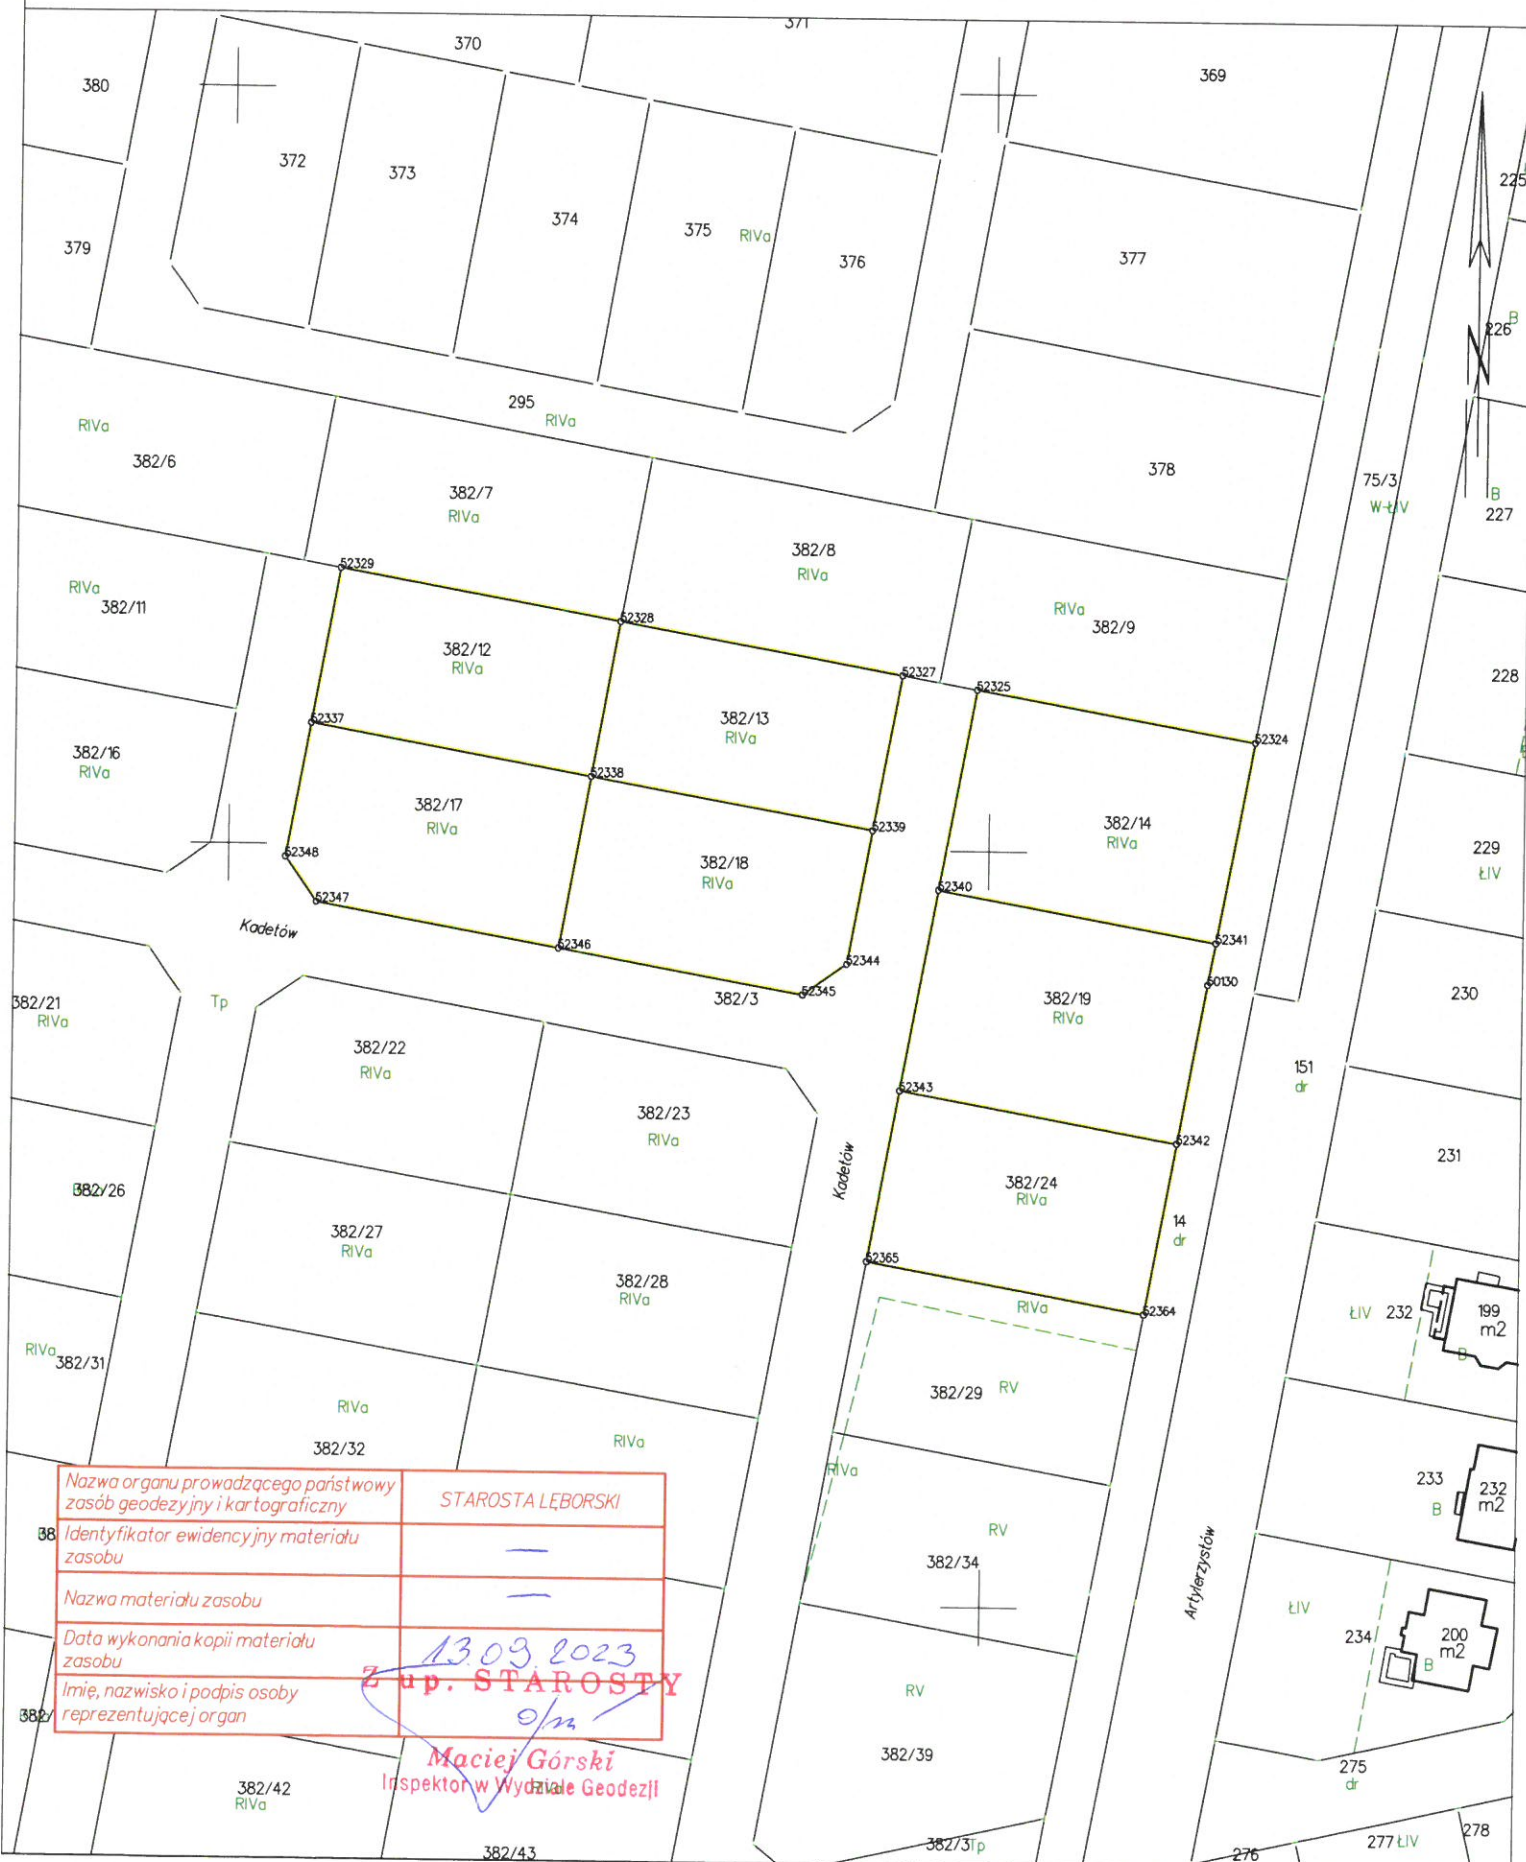 371
370
369
380
372
373
374
375
RIVa
376
377
379
225
226
B
295
RIVa
RIVa
382/6
382/7
RIVa
378
75/3
W-ŁIV
B
227
382/8
RIVa
52329
RIVa
382/11
RIVa
382/9
52328
382/12
RIVa
52327
52325
228
382/13
RIVa
52337
52324
382/16
RIVa
52338
382/17
RIVa
52339
382/14
RIVa
52348
382/18
RIVa
229
ŁIV
52340
52347
Kadetów
52346
52341
52344
50130
52345
382/3
382/21
RIVa
Tp
382/19
RIVa
230
382/22
RIVa
151
dr
52343
382/23
RIVa
52342
Kadetów
231
382/26
382/24
RIVa
382/27
RIVa
14
dr
52365
382/28
RIVa
RIVa
52364
ŁIV
232
199
m2
B
RIVa
382/31
382/29
RV
RIVa
382/32
RIVa
RIVa
233
B
232
m2
Nazwa organu prowadzącego państwowy
zasób geodezyjny i kartograficzny
STAROSTA LĘBORSKI
38
Identyfikator ewidencyjny materiału
zasobu
—
Nazwa materiału zasobu
—
Data wykonania kopii materiału
zasobu
13.09.2023
Z up. STAROSTY
Imię, nazwisko i podpis osoby
reprezentującej organ
382/
Maciej Górski
Inspektor w Wydziale Geodezji
RV
382/34
Artylerzystów
ŁIV
234
200
m2
B
RV
382/39
275
dr
382/42
RIVa
382/43
382/3
Tp
276
277
ŁIV
278